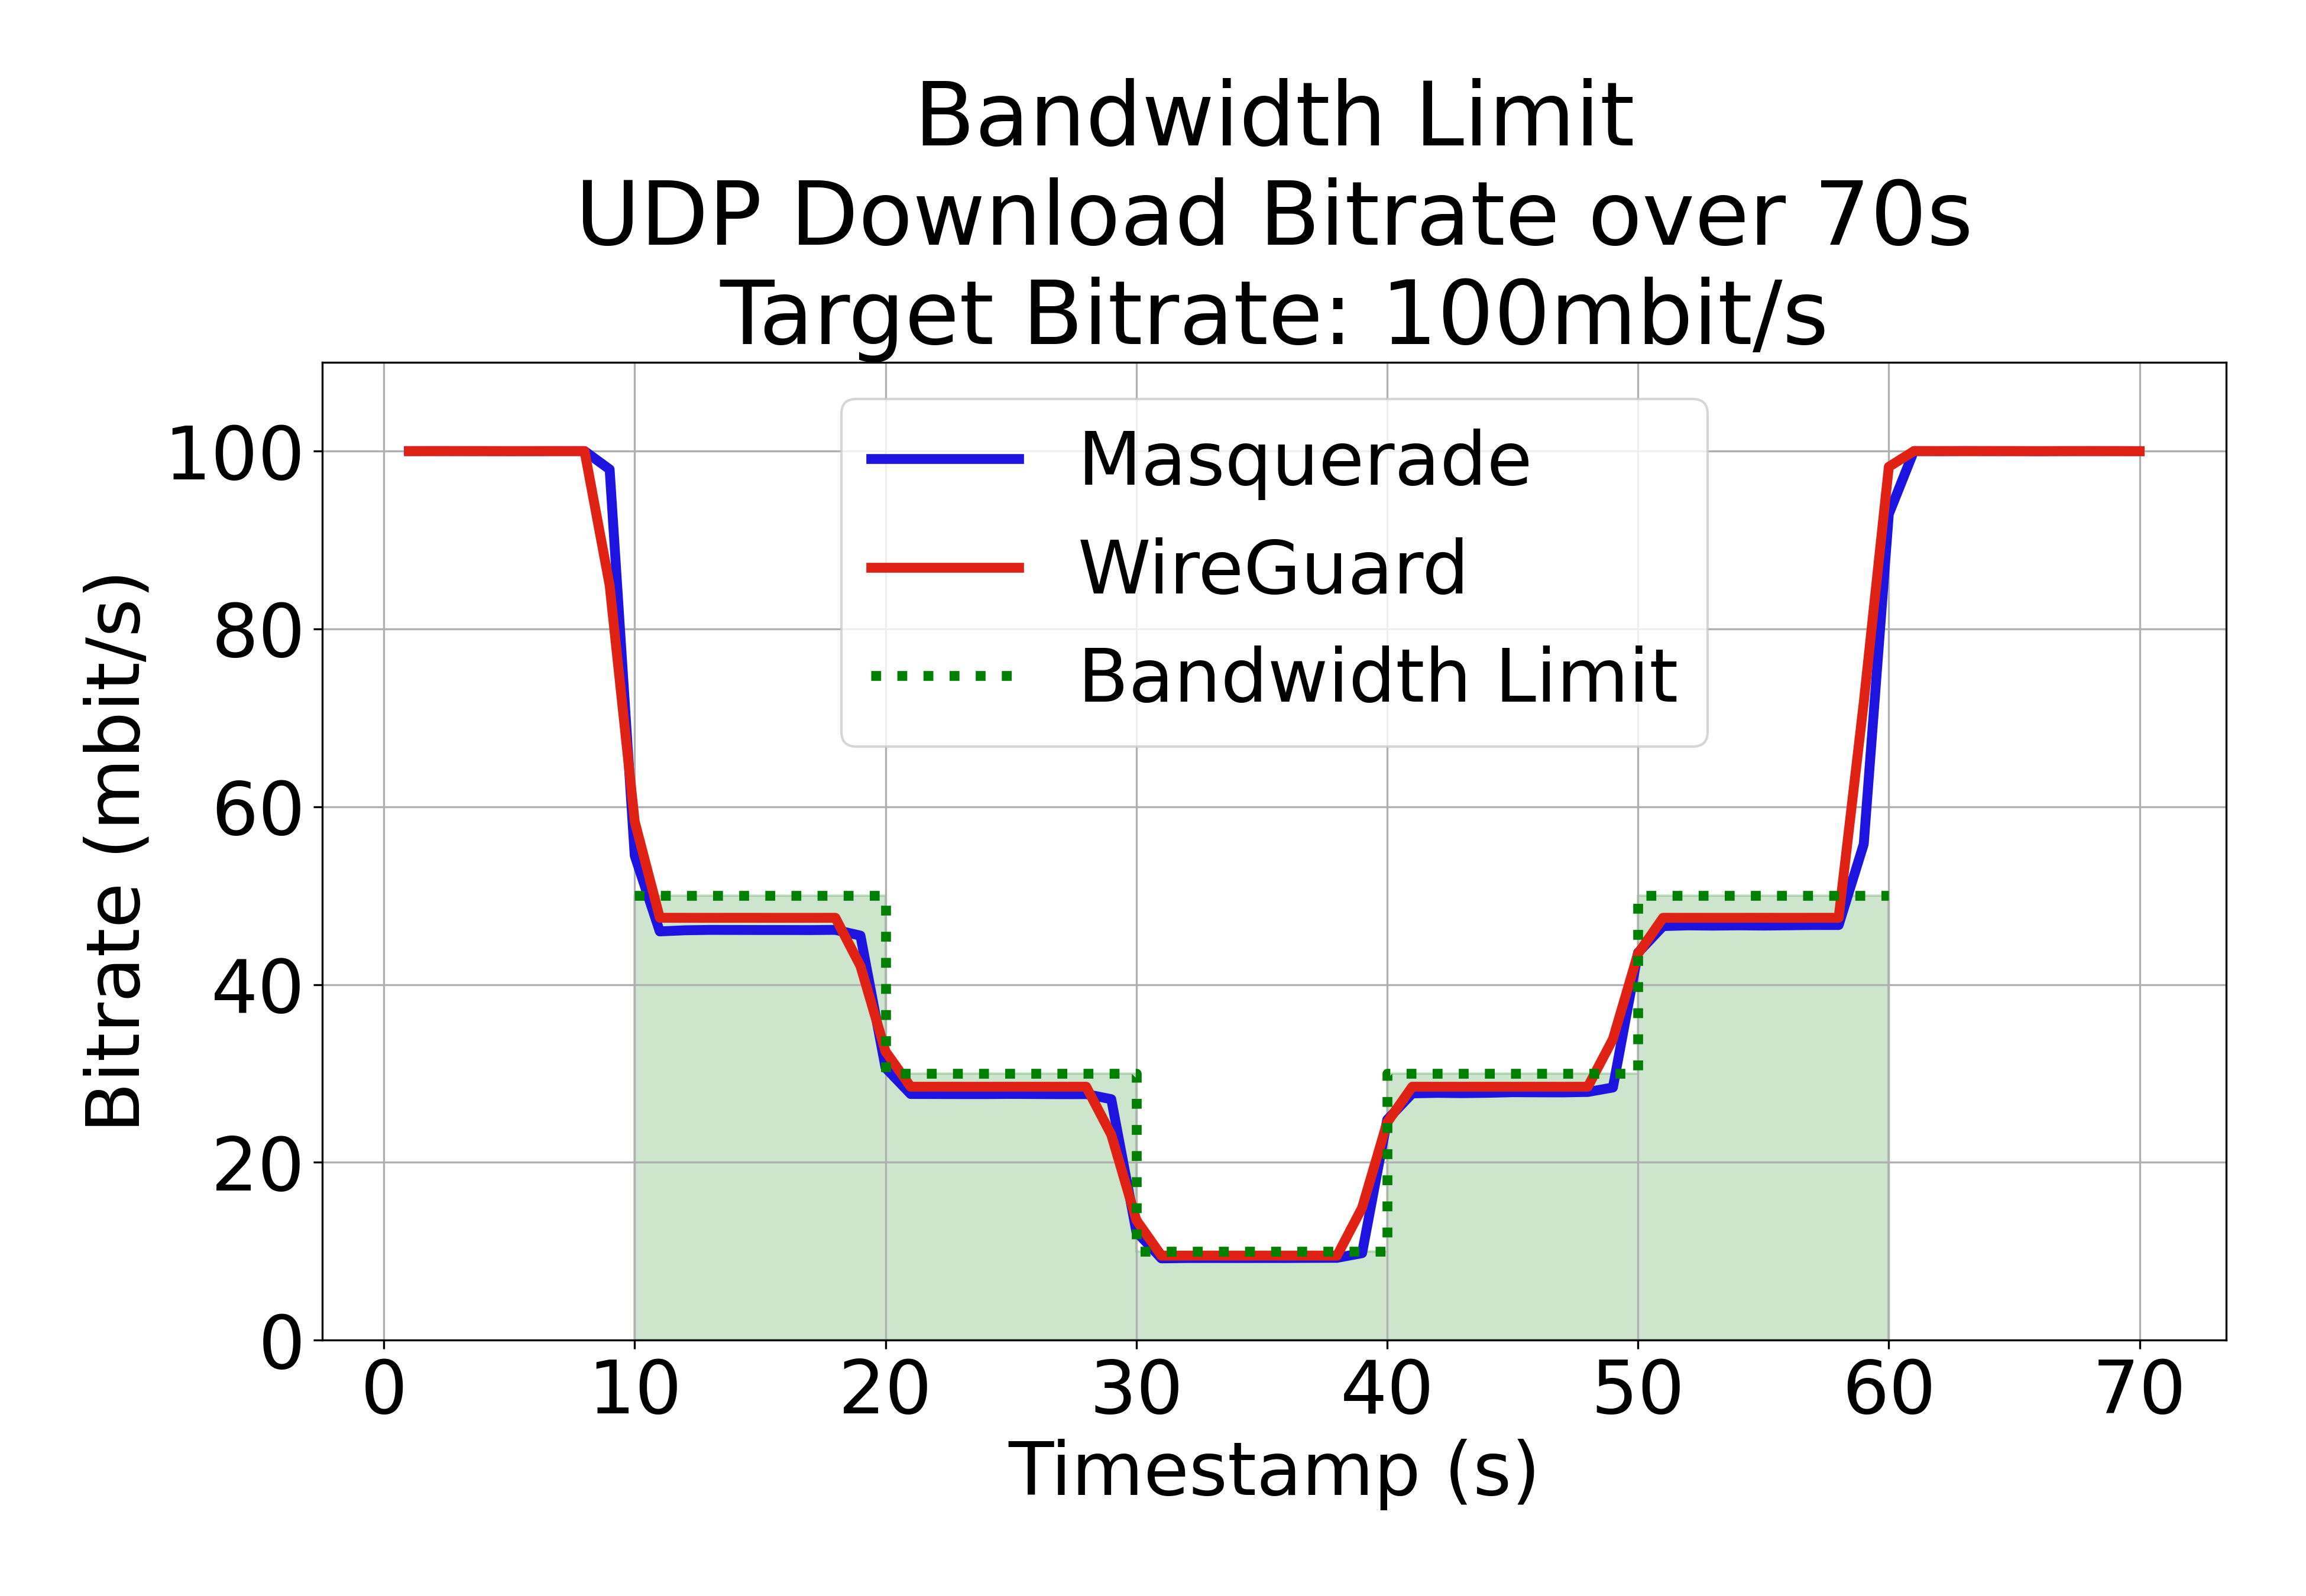 Bandwidth Limit
UDP Download Bitrate over 70s
Target Bitrate: 100mbit/s
Masquerade
WireGuard
Bandwidth Limit
Bitrate (mbit/s)
100
80
60
40
20
0
0 10 20 30 40 50 60 70
Timestamp (s)